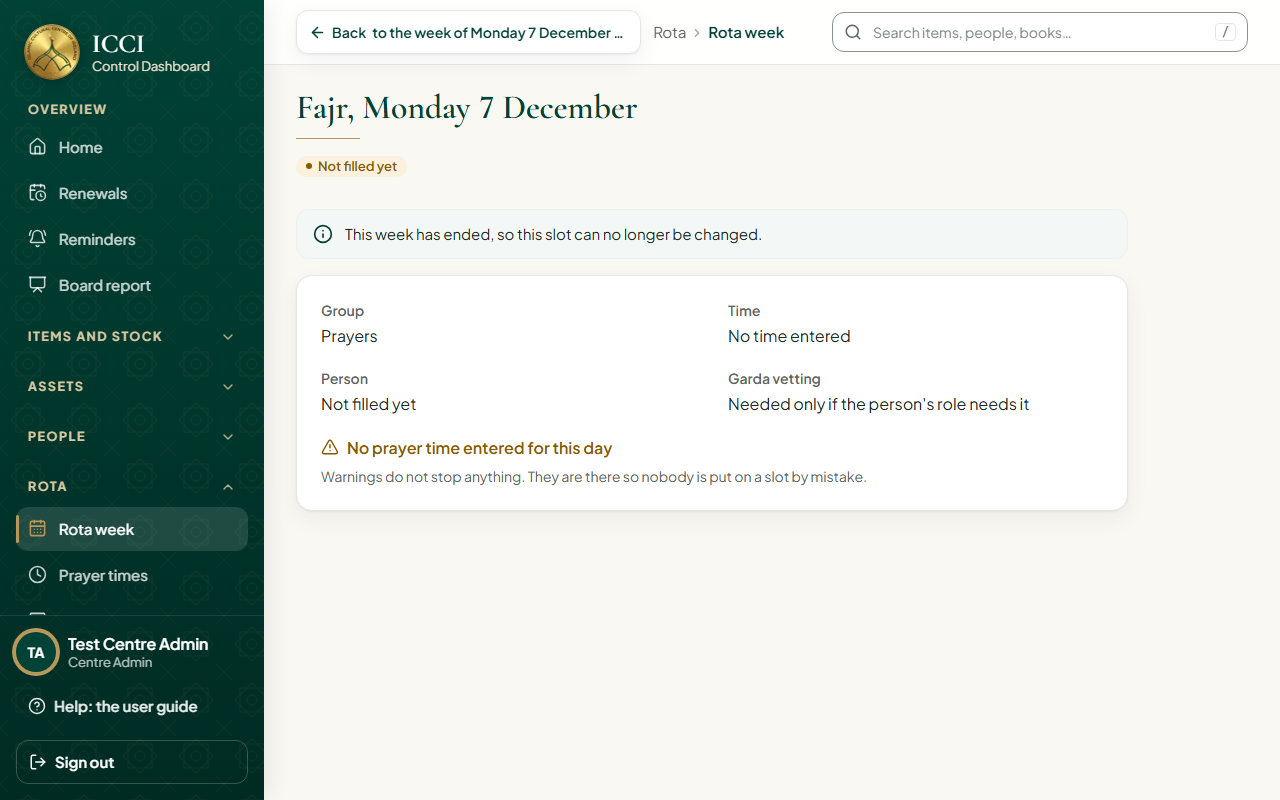 ICCI
Control Dashboard
OVERVIEW
Home
Renewals
Reminders
Board report
ITEMS AND STOCK
ASSETS
PEOPLE
ROTA
Rota week
Prayer times
TA
Test Centre Admin
Centre Admin
Help: the user guide
Sign out
Back to the week of Monday 7 December ...
Rota > Rota week
Search items, people, books...
/
Fajr, Monday 7 December
Not filled yet
This week has ended, so this slot can no longer be changed.
Group
Prayers
Time
No time entered
Person
Not filled yet
Garda vetting
Needed only if the person's role needs it
No prayer time entered for this day
Warnings do not stop anything. They are there so nobody is put on a slot by mistake.